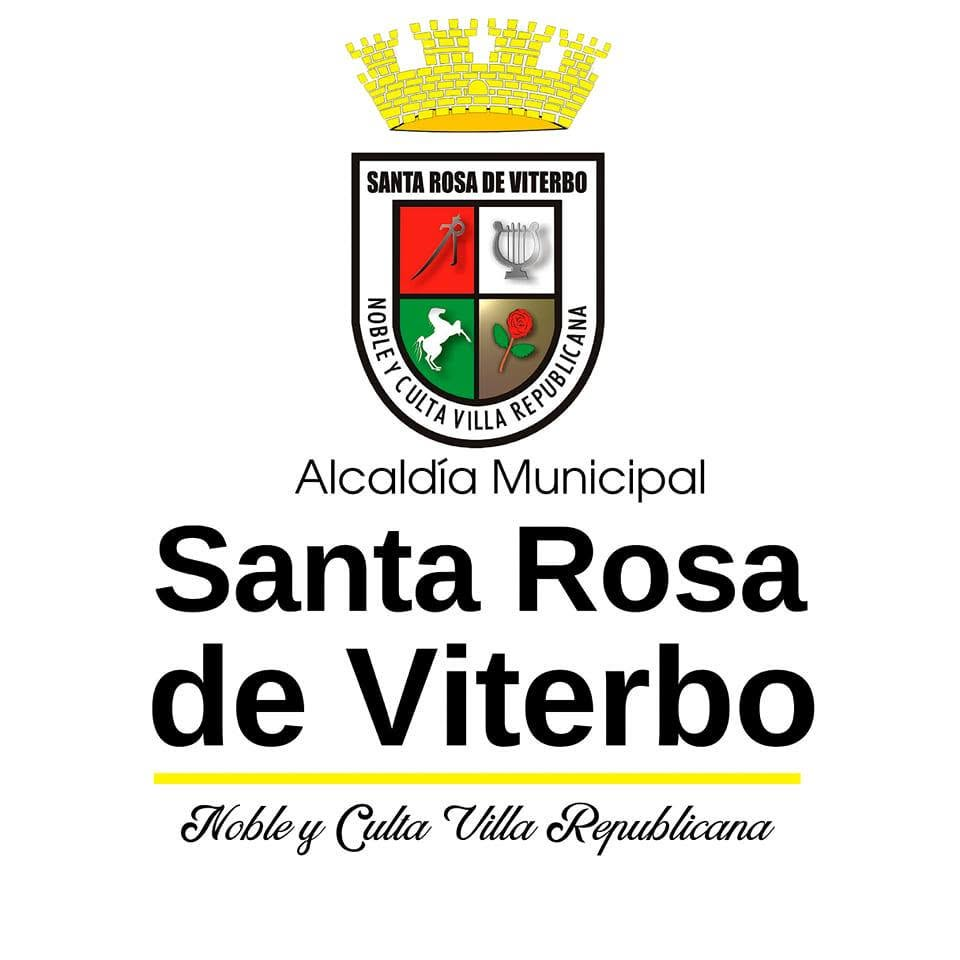 SANTA ROSA DE VITERBO
NOBLE Y CULTA VILLA REPUBLICANA
Alcaldía Municipal
Santa Rosa
de Viterbo
Noble y Culta Villa Republicana